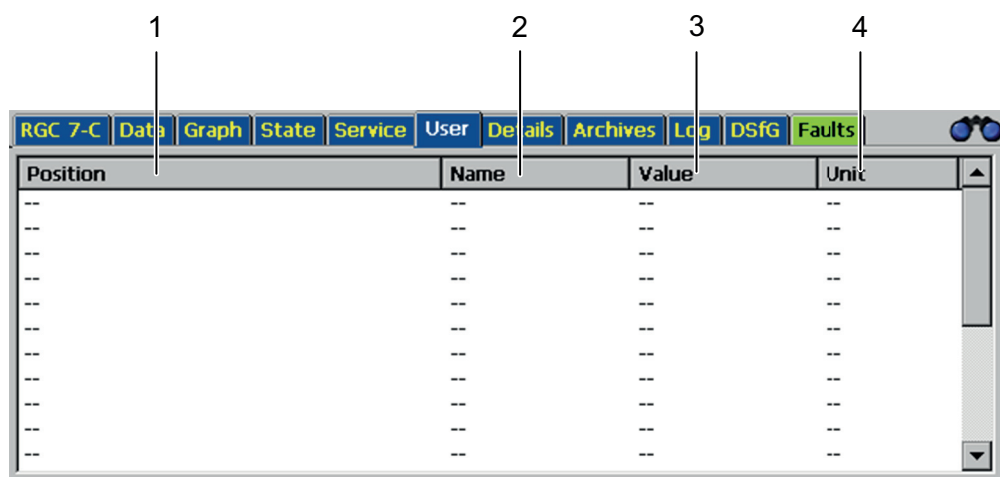 1 2 3 4
RGC 7-C Data Graph State Service User Details Archives Log DSfG Faults
Position Name Value Unit
-- -- -- --
-- -- -- --
-- -- -- --
-- -- -- --
-- -- -- --
-- -- -- --
-- -- -- --
-- -- -- --
-- -- -- --
-- -- -- --
-- -- -- --